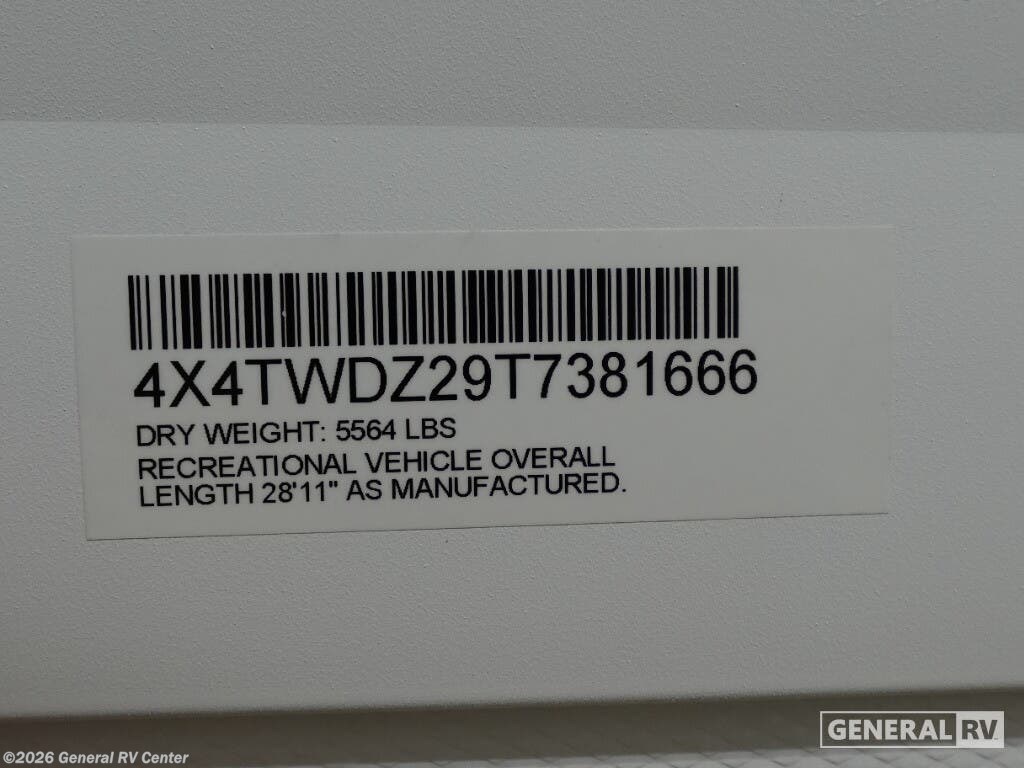 4X4TWDZ29T7381666
DRY WEIGHT: 5564 LBS
RECREATIONAL VEHICLE OVERALL
LENGTH 28'11" AS MANUFACTURED.
GENERAL RV
©2026 General RV Center